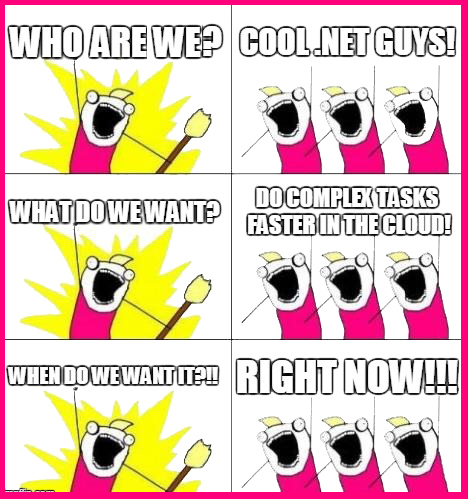 WHO ARE WE?
COOL .NET GUYS!
WHAT DO WE WANT?
DO COMPLEX TASKS
FASTER IN THE CLOUD!
WHEN DO WE WANT IT?!!
RIGHT NOW!!!